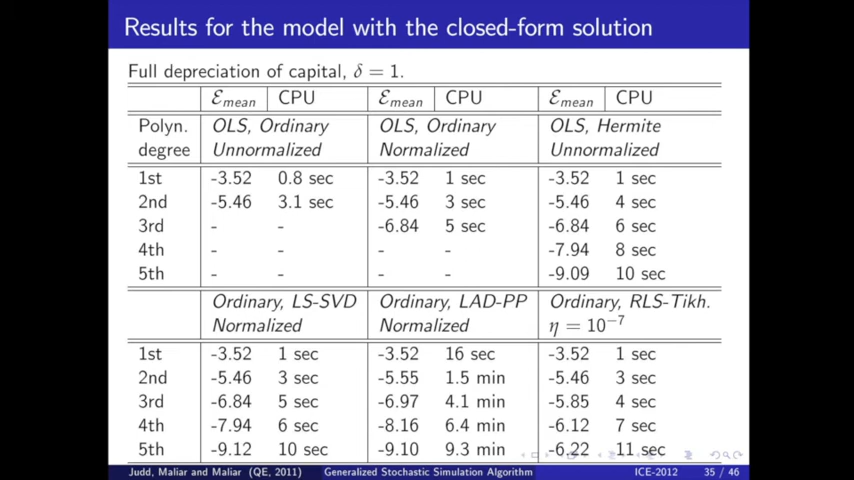 Results for the model with the closed-form solution
Full depreciation of capital, δ = 1.
ℰmean CPU ℰmean CPU ℰmean CPU
Polyn. OLS, Ordinary OLS, Ordinary OLS, Hermite
degree Unnormalized Normalized Unnormalized
1st -3.52 0.8 sec -3.52 1 sec -3.52 1 sec
2nd -5.46 3.1 sec -5.46 3 sec -5.46 4 sec
3rd - - -6.84 5 sec -6.84 6 sec
4th - - - - -7.94 8 sec
5th - - - - -9.09 10 sec
Ordinary, LS-SVD Ordinary, LAD-PP Ordinary, RLS-Tikh.
Normalized Normalized η = 10⁻⁷
1st -3.52 1 sec -3.52 16 sec -3.52 1 sec
2nd -5.46 3 sec -5.55 1.5 min -5.46 3 sec
3rd -6.84 5 sec -6.97 4.1 min -5.85 4 sec
4th -7.94 6 sec -8.16 6.4 min -6.12 7 sec
5th -9.12 10 sec -9.10 9.3 min -6.22 11 sec
Judd, Maliar and Maliar (QE, 2011) Generalized Stochastic Simulation Algorithm ICE-2012 35 / 46